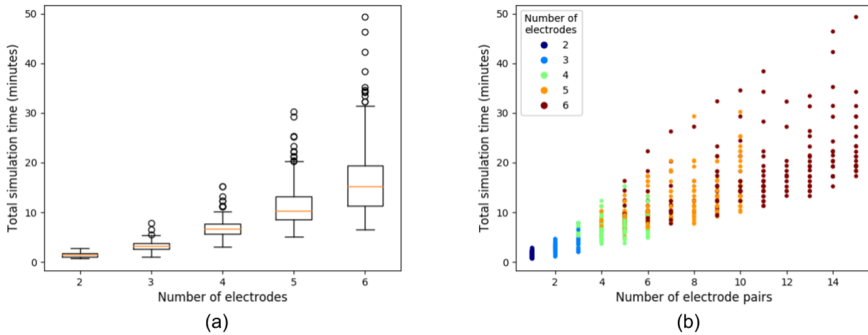 50
40
30
20
10
0
Total simulation time (minutes)
2 3 4 5 6
Number of electrodes
(a)
50
40
30
20
10
0
Total simulation time (minutes)
Number of
electrodes
2
3
4
5
6
2 4 6 8 10 12 14
Number of electrode pairs
(b)